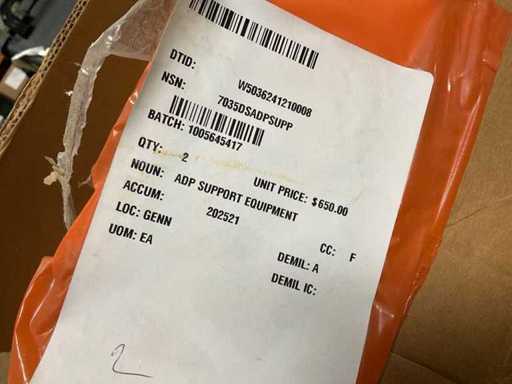 DTID: W5036241210008
NSN: 7035DSADPSUPP
BATCH: 1005645417
QTY: 2 UNIT PRICE: $650.00
NOUN: ADP SUPPORT EQUIPMENT
ACCUM: 202521 CC: F
LOC: GENN DEMIL: A
UOM: EA DEMIL IC:
2